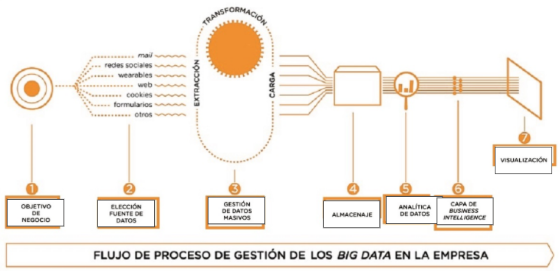 TRANSFORMACIÓN
EXTRACCIÓN
CARGA
mail
redes sociales
wearables
web
cookies
formularios
otros
1
OBJETIVO
DE
NEGOCIO
2
ELECCIÓN
FUENTE DE
DATOS
3
GESTIÓN
DE DATOS
MASIVOS
4
ALMACENAJE
5
ANALÍTICA
DE DATOS
6
CAPA DE
BUSINESS
INTELLIGENCE
7
VISUALIZACIÓN
FLUJO DE PROCESO DE GESTIÓN DE LOS BIG DATA EN LA EMPRESA